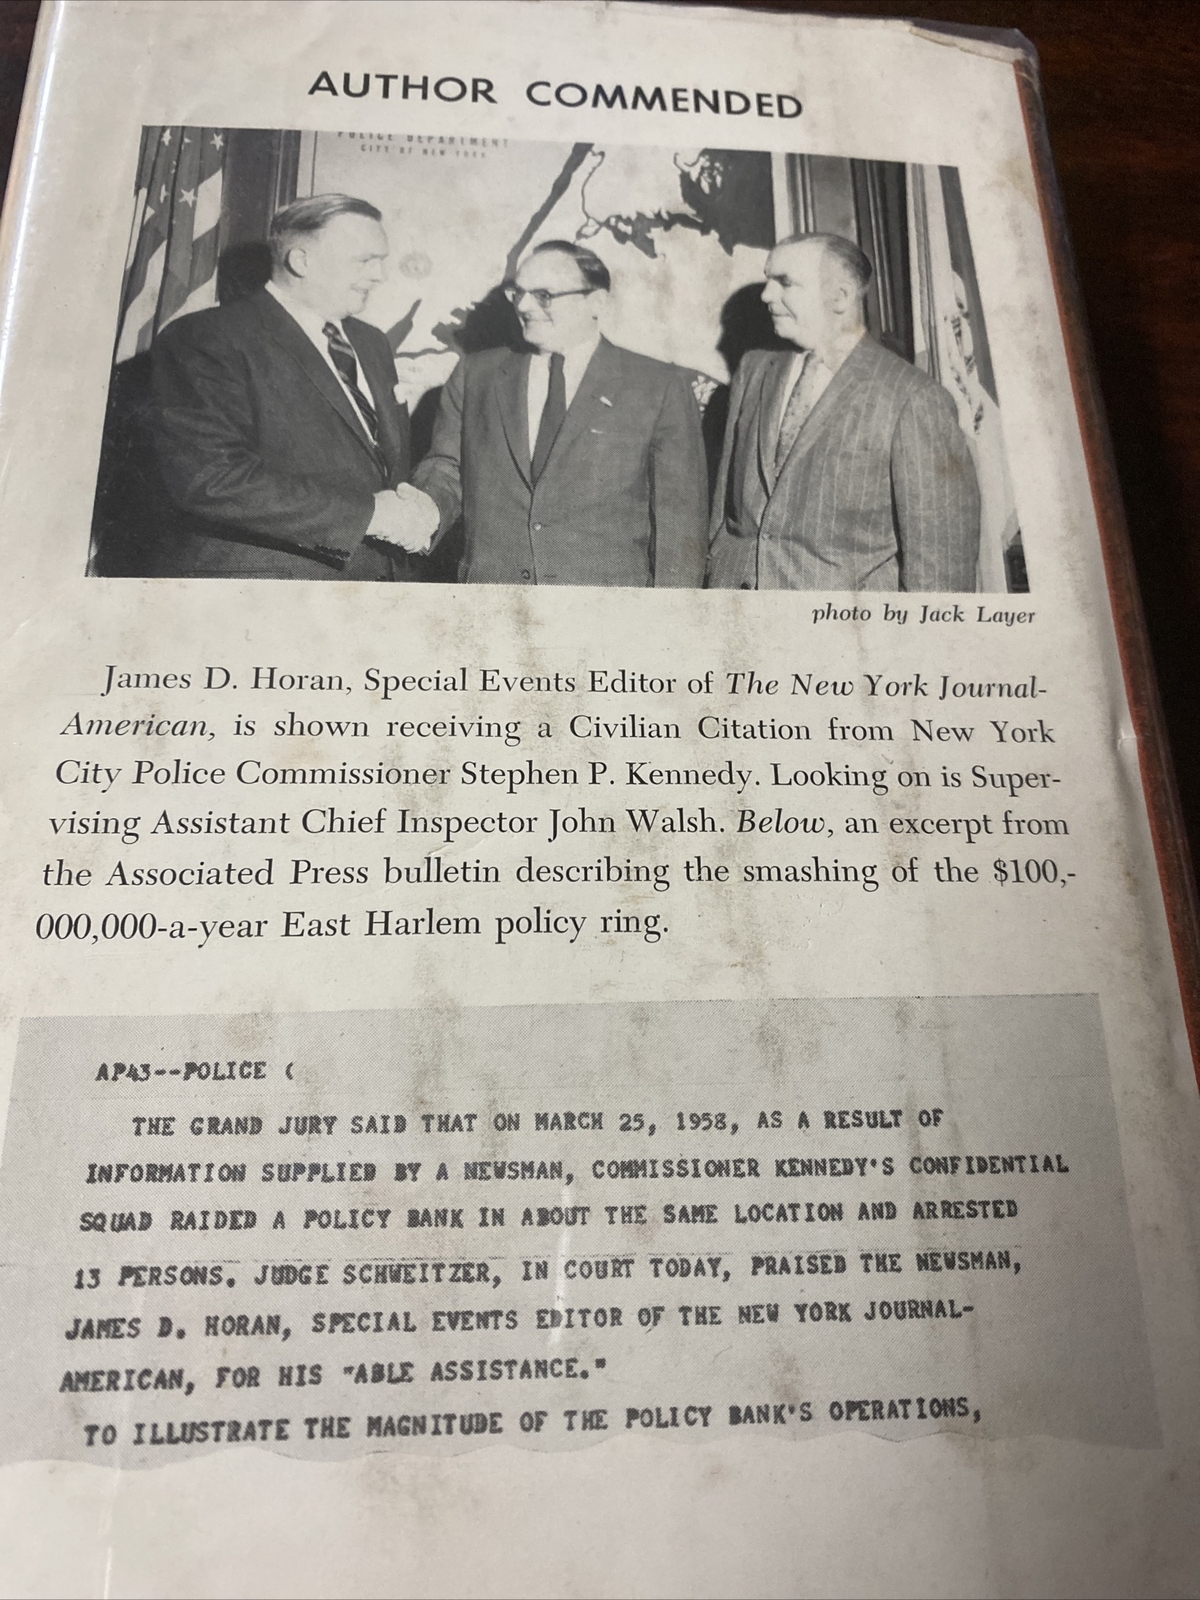 AUTHOR COMMENDED
POLICE DEPARTMENT
CITY OF NEW YORK
photo by Jack Layer
James D. Horan, Special Events Editor of The New York Journal-
American, is shown receiving a Civilian Citation from New York
City Police Commissioner Stephen P. Kennedy. Looking on is Super-
vising Assistant Chief Inspector John Walsh. Below, an excerpt from
the Associated Press bulletin describing the smashing of the $100,-
000,000-a-year East Harlem policy ring.
AP43--POLICE (
THE GRAND JURY SAID THAT ON MARCH 25, 1958, AS A RESULT OF
INFORMATION SUPPLIED BY A NEWSMAN, COMMISSIONER KENNEDY'S CONFIDENTIAL
SQUAD RAIDED A POLICY BANK IN ABOUT THE SAME LOCATION AND ARRESTED
13 PERSONS. JUDGE SCHWEITZER, IN COURT TODAY, PRAISED THE NEWSMAN,
JAMES D. HORAN, SPECIAL EVENTS EDITOR OF THE NEW YORK JOURNAL-
AMERICAN, FOR HIS "ABLE ASSISTANCE."
TO ILLUSTRATE THE MAGNITUDE OF THE POLICY BANK'S OPERATIONS,